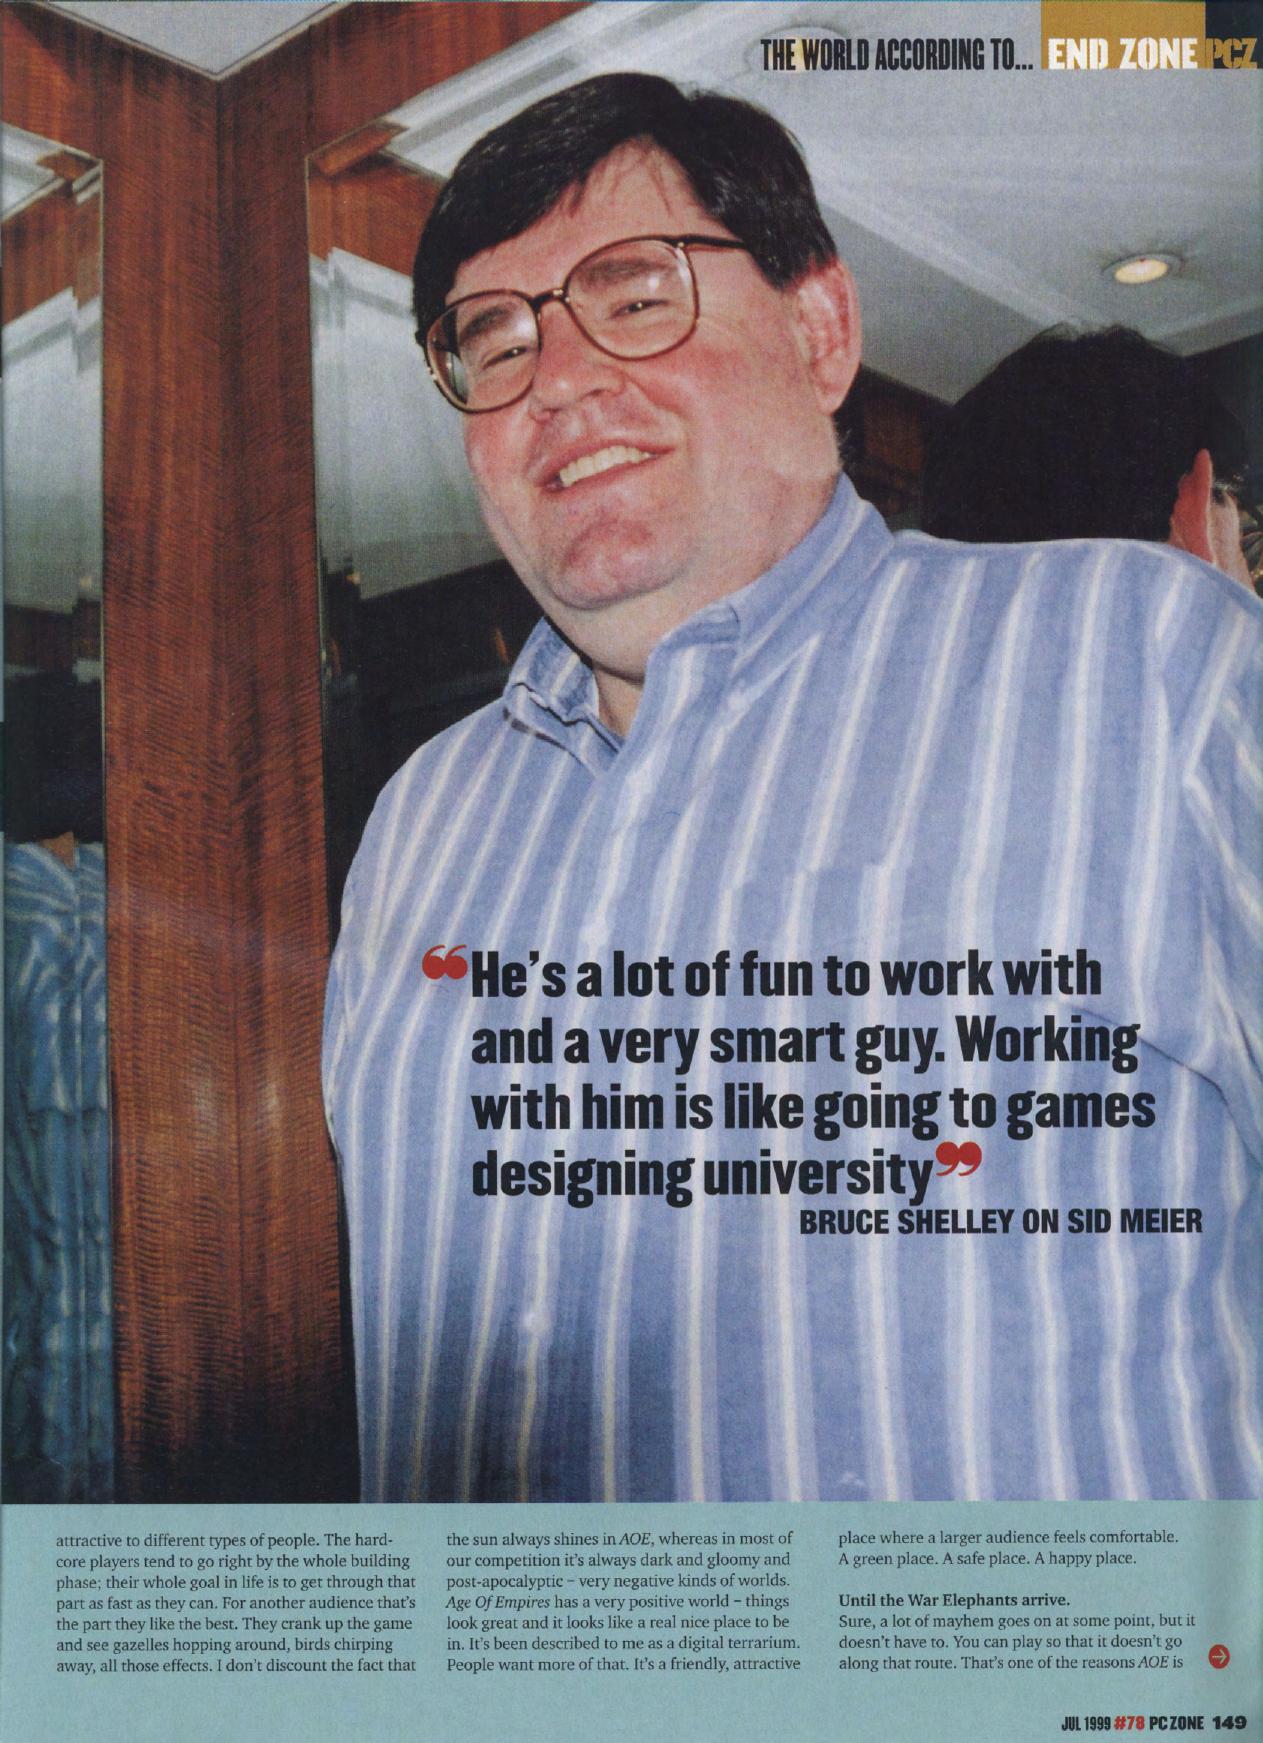 THE WORLD ACCORDING TO... END ZONE PCZ
“He’s a lot of fun to work with
and a very smart guy. Working
with him is like going to games
designing university”
BRUCE SHELLEY ON SID MEIER
attractive to different types of people. The hard-
core players tend to go right by the whole building
phase; their whole goal in life is to get through that
part as fast as they can. For another audience that’s
the part they like the best. They crank up the game
and see gazelles hopping around, birds chirping
away, all those effects. I don’t discount the fact that
the sun always shines in AOE, whereas in most of
our competition it’s always dark and gloomy and
post-apocalyptic – very negative kinds of worlds.
Age Of Empires has a very positive world – things
look great and it looks like a real nice place to be
in. It’s been described to me as a digital terrarium.
People want more of that. It’s a friendly, attractive
place where a larger audience feels comfortable.
A green place. A safe place. A happy place.
Until the War Elephants arrive.
Sure, a lot of mayhem goes on at some point, but it
doesn’t have to. You can play so that it doesn’t go
along that route. That’s one of the reasons AOE is
JUL 1999 #78 PC ZONE 149